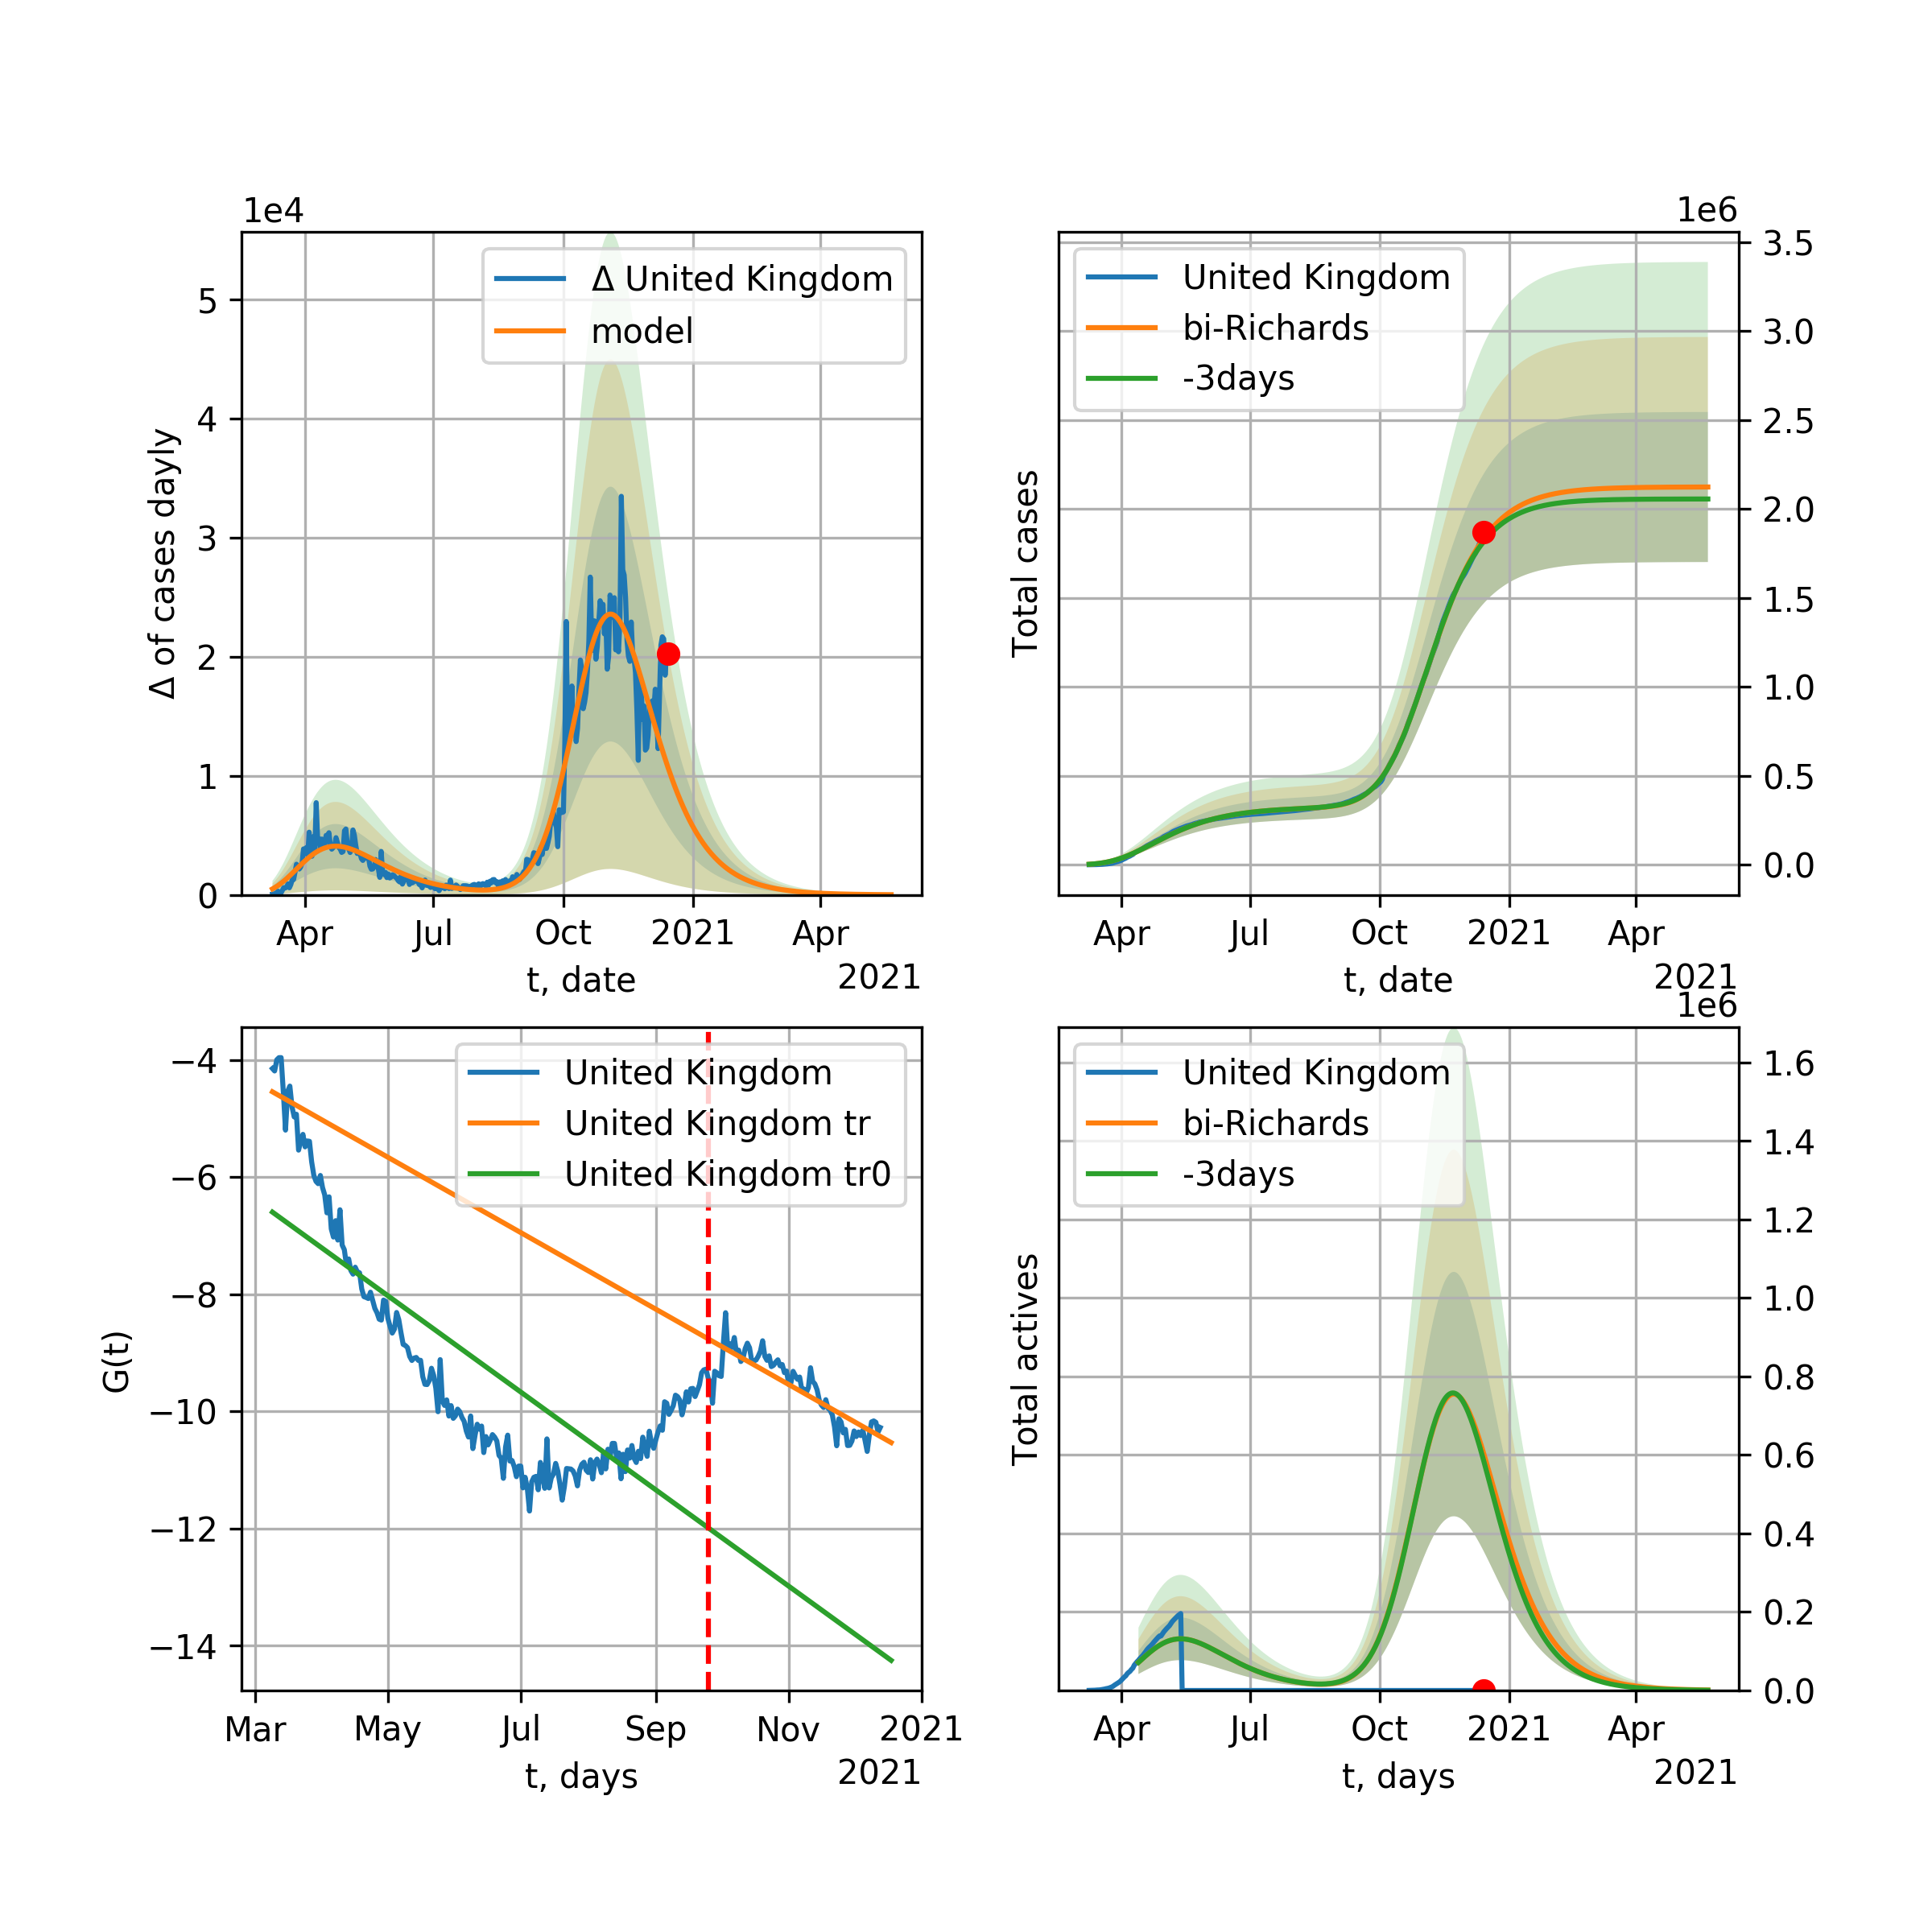 1e4
Δ United Kingdom
model
5
4
3
2
1
0
Δ of cases dayly
Apr
Jul
Oct
2021
Apr
t, date
2021
1e6
United Kingdom
bi-Richards
-3days
3.5
3.0
2.5
2.0
1.5
1.0
0.5
0.0
Total cases
Apr
Jul
Oct
2021
Apr
t, date
2021
United Kingdom
United Kingdom tr
United Kingdom tr0
−4
−6
−8
−10
−12
−14
G(t)
Mar
May
Jul
Sep
Nov
2021
t, days
2021
1e6
United Kingdom
bi-Richards
-3days
1.6
1.4
1.2
1.0
0.8
0.6
0.4
0.2
0.0
Total actives
Apr
Jul
Oct
2021
Apr
t, days
2021